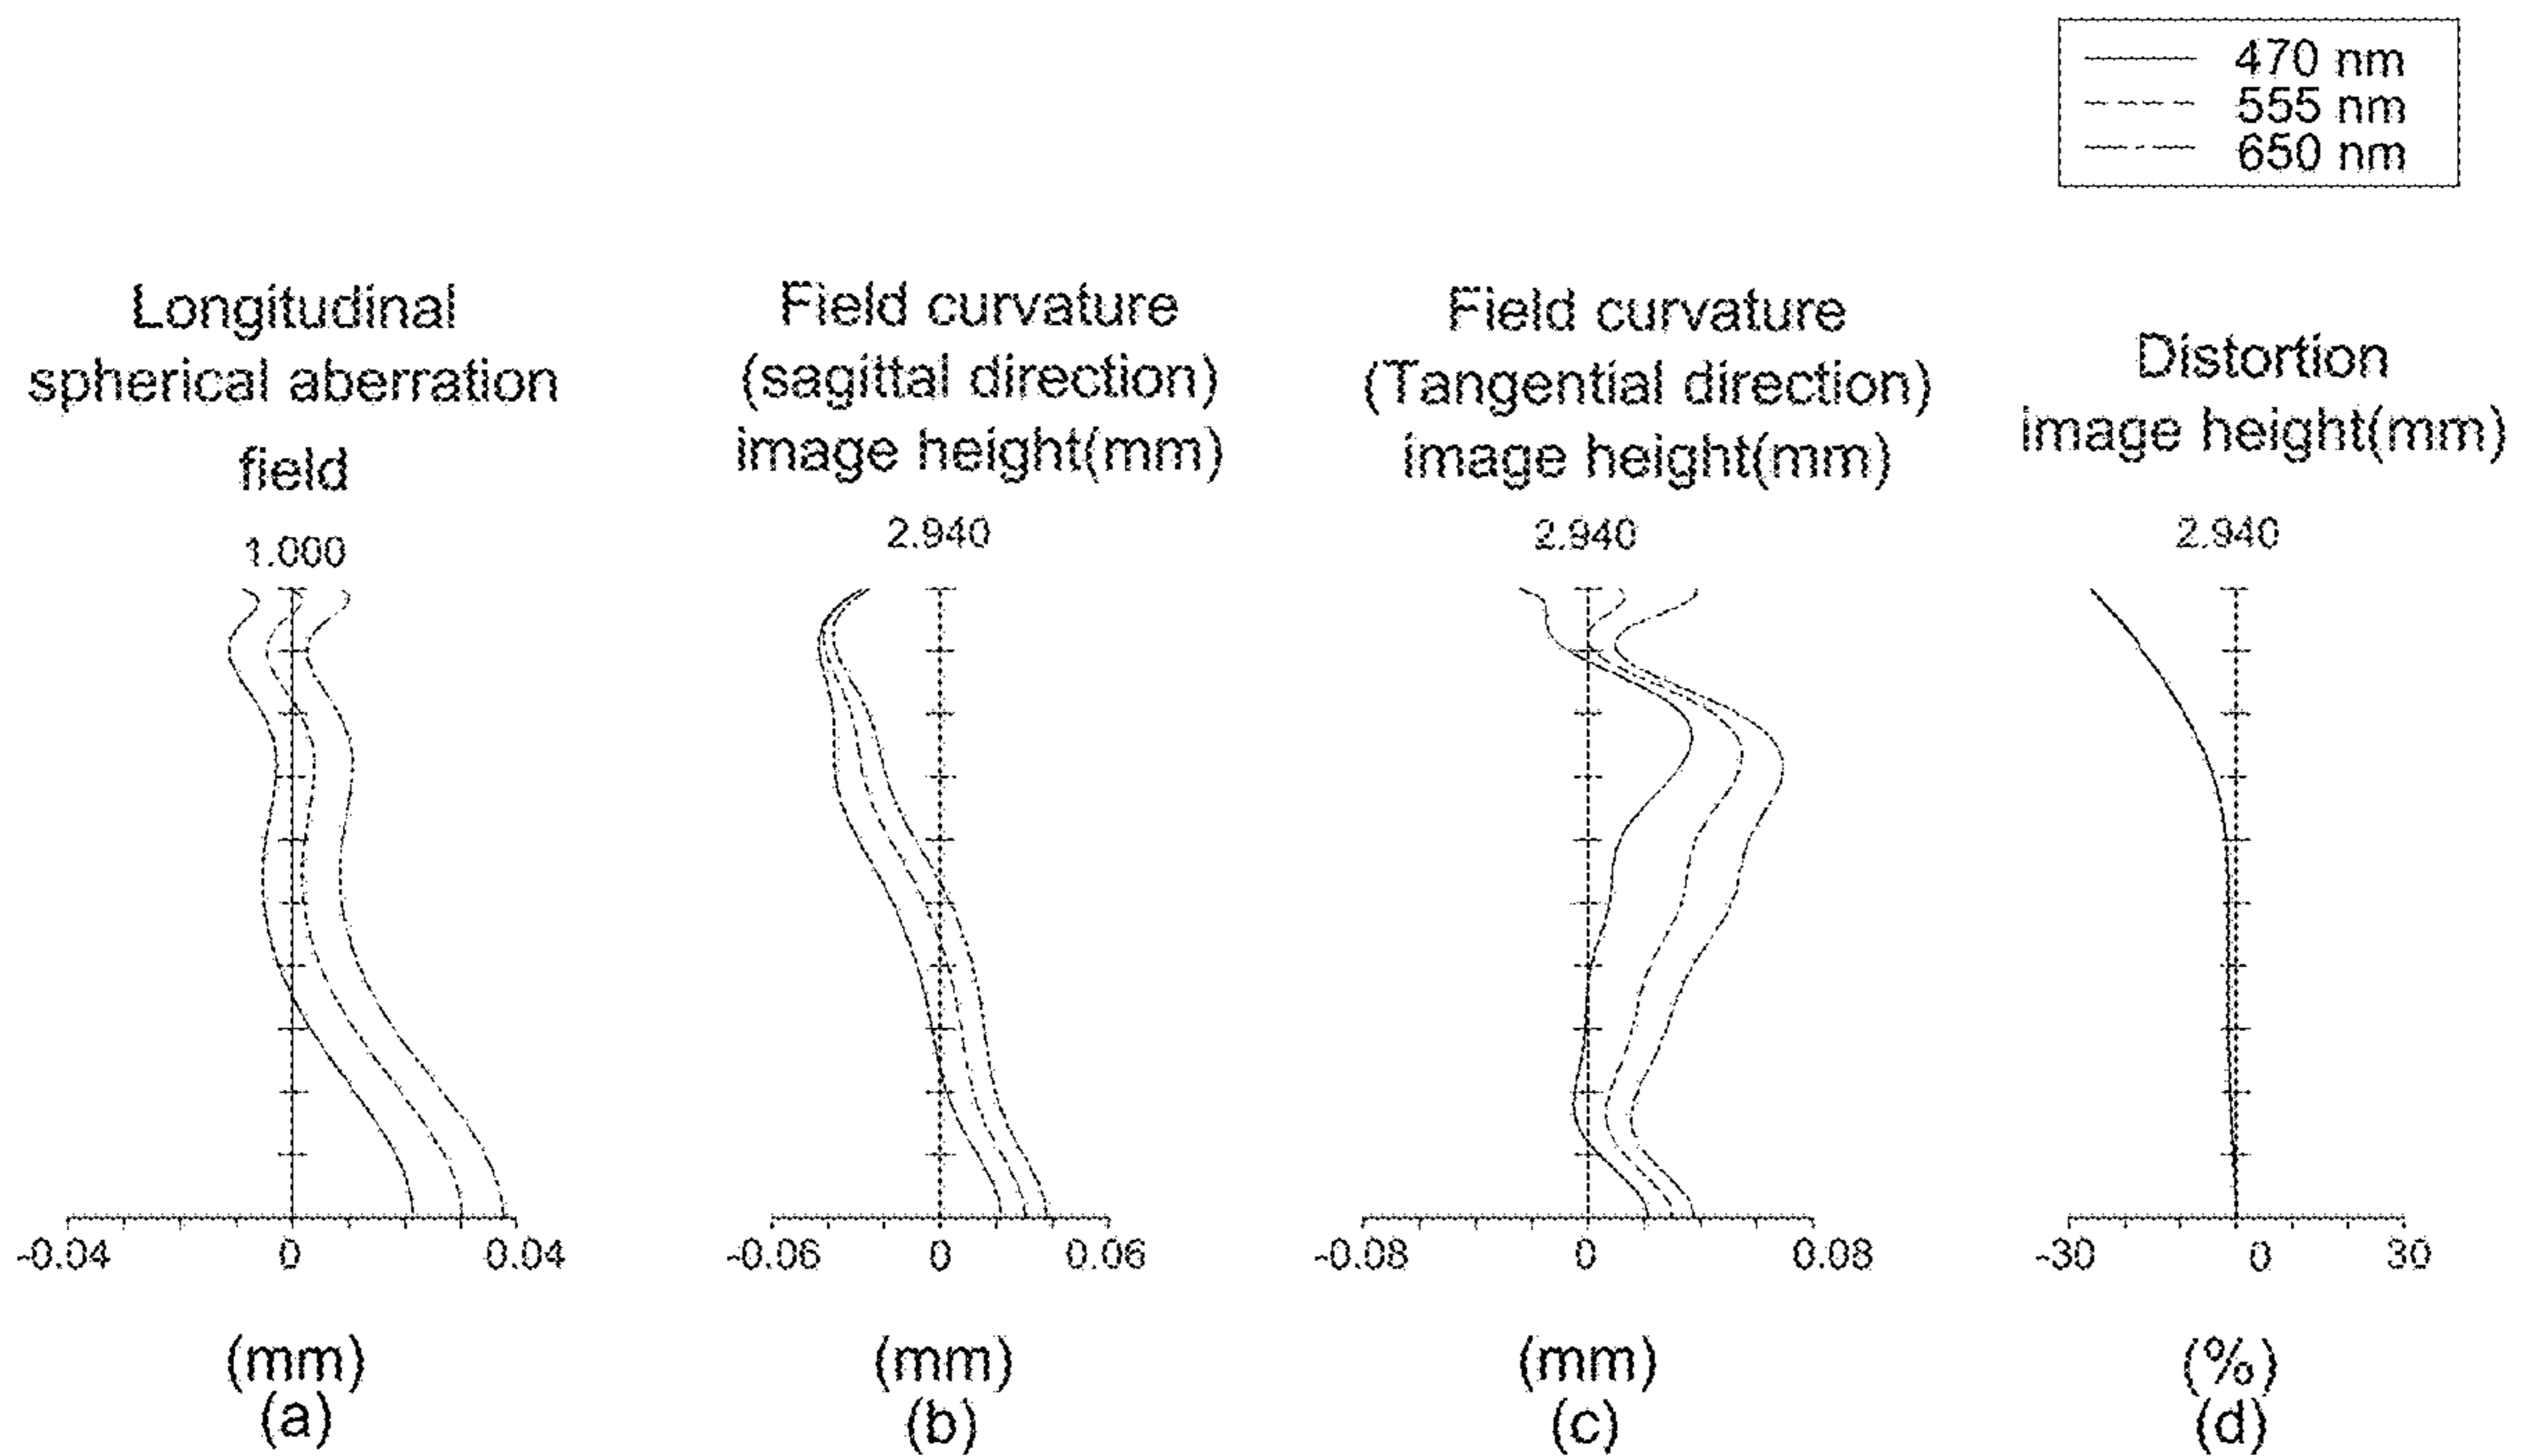 470 nm
555 nm
650 nm
Longitudinal
spherical aberration
field
1.000
-0.04 0 0.04
(mm)
(a)
Field curvature
(sagittal direction)
image height(mm)
2.940
-0.06 0 0.06
(mm)
(b)
Field curvature
(Tangential direction)
image height(mm)
2.940
-0.08 0 0.08
(mm)
(c)
Distortion
image height(mm)
2.940
-30 0 30
(%)
(d)